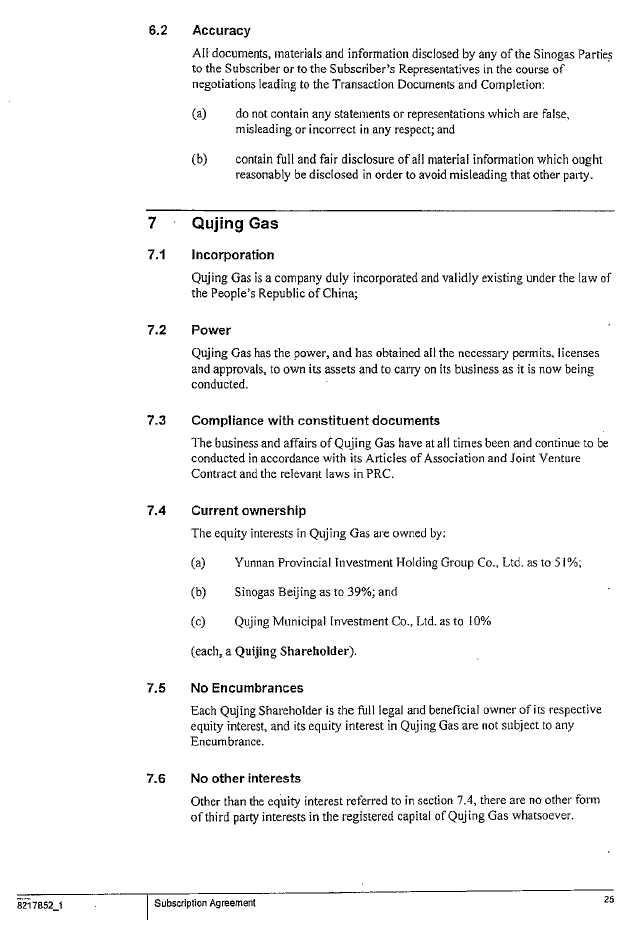 6.2 Accuracy
All documents, materials and information disclosed by any of the Sinogas Parties
to the Subscriber or to the Subscriber's Representatives in the course of
negotiations leading to the Transaction Documents and Completion:
(a) do not contain any statements or representations which are false,
misleading or incorrect in any respect; and
(b) contain full and fair disclosure of all material information which ought
reasonably be disclosed in order to avoid misleading that other party.
7 Qujing Gas
7.1 Incorporation
Qujing Gas is a company duly incorporated and validly existing under the law of
the People's Republic of China;
7.2 Power
Qujing Gas has the power, and has obtained all the necessary permits, licenses
and approvals, to own its assets and to carry on its business as it is now being
conducted.
7.3 Compliance with constituent documents
The business and affairs of Qujing Gas have at all times been and continue to be
conducted in accordance with its Articles of Association and Joint Venture
Contract and the relevant laws in PRC.
7.4 Current ownership
The equity interests in Qujing Gas are owned by:
(a) Yunnan Provincial Investment Holding Group Co., Ltd. as to 51%;
(b) Sinogas Beijing as to 39%; and
(c) Qujing Municipal Investment Co., Ltd. as to 10%
(each, a Quijing Shareholder).
7.5 No Encumbrances
Each Qujing Shareholder is the full legal and beneficial owner of its respective
equity interest, and its equity interest in Qujing Gas are not subject to any
Encumbrance.
7.6 No other interests
Other than the equity interest referred to in section 7.4, there are no other form
of third party interests in the registered capital of Qujing Gas whatsoever.
8217852_1 Subscription Agreement 25